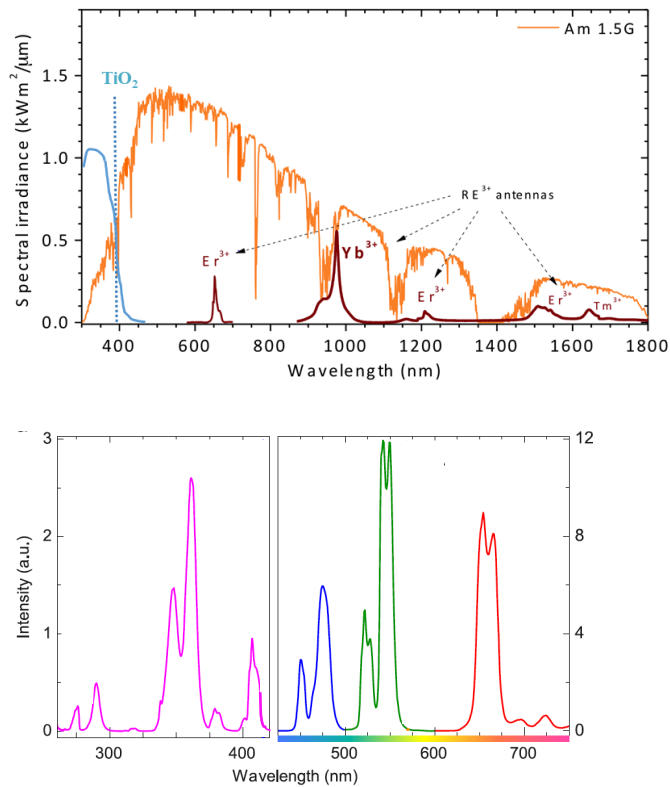 Am 1.5G
TiO2
Spectral irradiance (kWm2/μm)
1.5
1.0
0.5
0.0
RE3+ antennas
Er3+
Yb3+
Er3+
Er3+
Tm3+
400 600 800 1000 1200 1400 1600 1800
Wavelength (nm)
3
2
1
0
Intensity (a.u.)
12
8
4
0
300 400 500 600 700
Wavelength (nm)